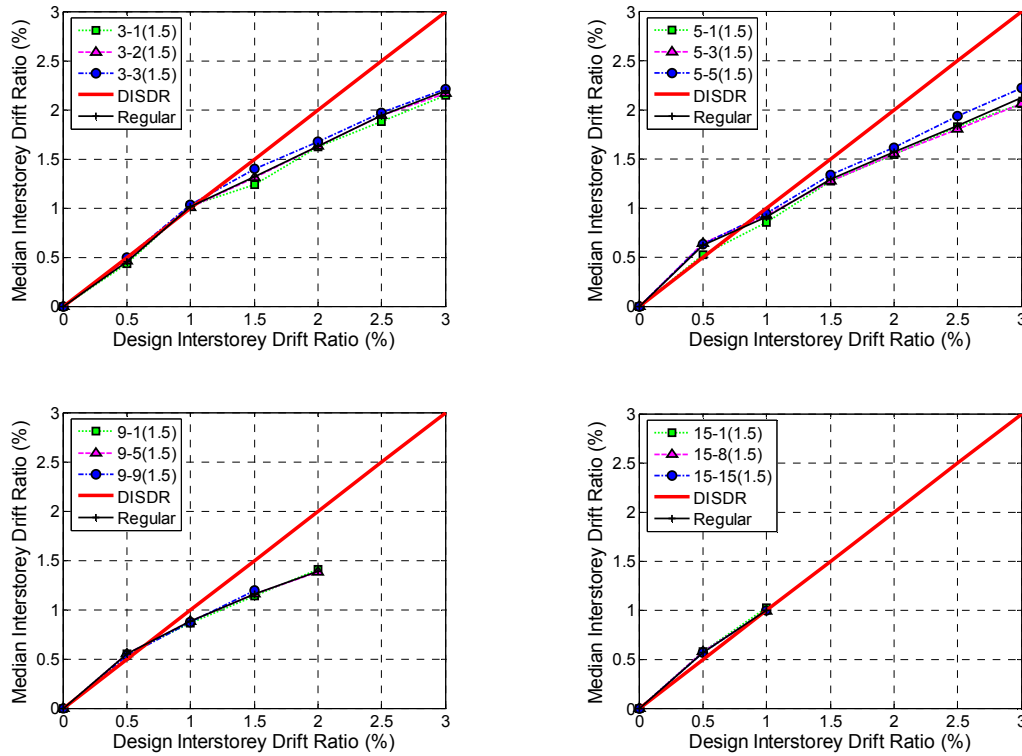 3
2.5
2
1.5
1
0.5
0
Median Interstorey Drift Ratio (%)
3-1(1.5)
3-2(1.5)
3-3(1.5)
DISDR
Regular
0 0.5 1 1.5 2 2.5 3
Design Interstorey Drift Ratio (%)
3
2.5
2
1.5
1
0.5
0
Median Interstorey Drift Ratio (%)
5-1(1.5)
5-3(1.5)
5-5(1.5)
DISDR
Regular
0 0.5 1 1.5 2 2.5 3
Design Interstorey Drift Ratio (%)
3
2.5
2
1.5
1
0.5
0
Median Interstorey Drift Ratio (%)
9-1(1.5)
9-5(1.5)
9-9(1.5)
DISDR
Regular
0 0.5 1 1.5 2 2.5 3
Design Interstorey Drift Ratio (%)
3
2.5
2
1.5
1
0.5
0
Median Interstorey Drift Ratio (%)
15-1(1.5)
15-8(1.5)
15-15(1.5)
DISDR
Regular
0 0.5 1 1.5 2 2.5 3
Design Interstorey Drift Ratio (%)